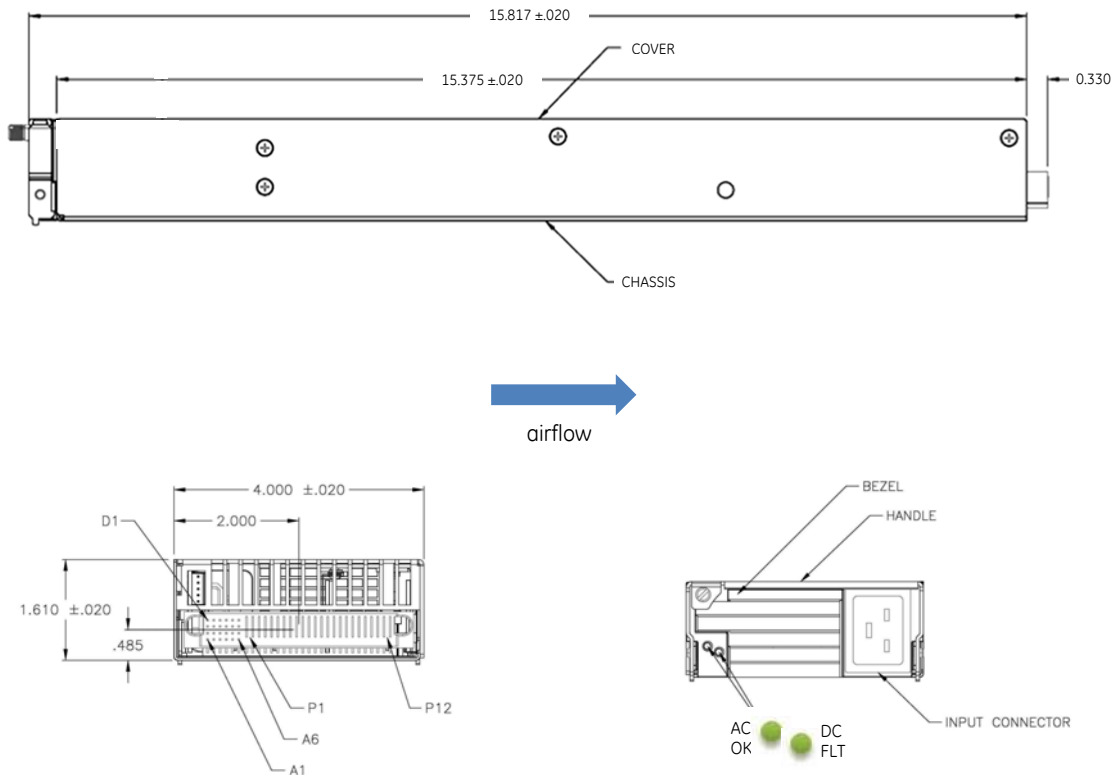 15.817 ±.020
COVER
15.375 ±.020
0.330
CHASSIS
airflow
4.000 ±.020
D1
2.000
1.610 ±.020
.485
P1
P12
A6
A1
BEZEL
HANDLE
INPUT CONNECTOR
AC
OK
DC
FLT